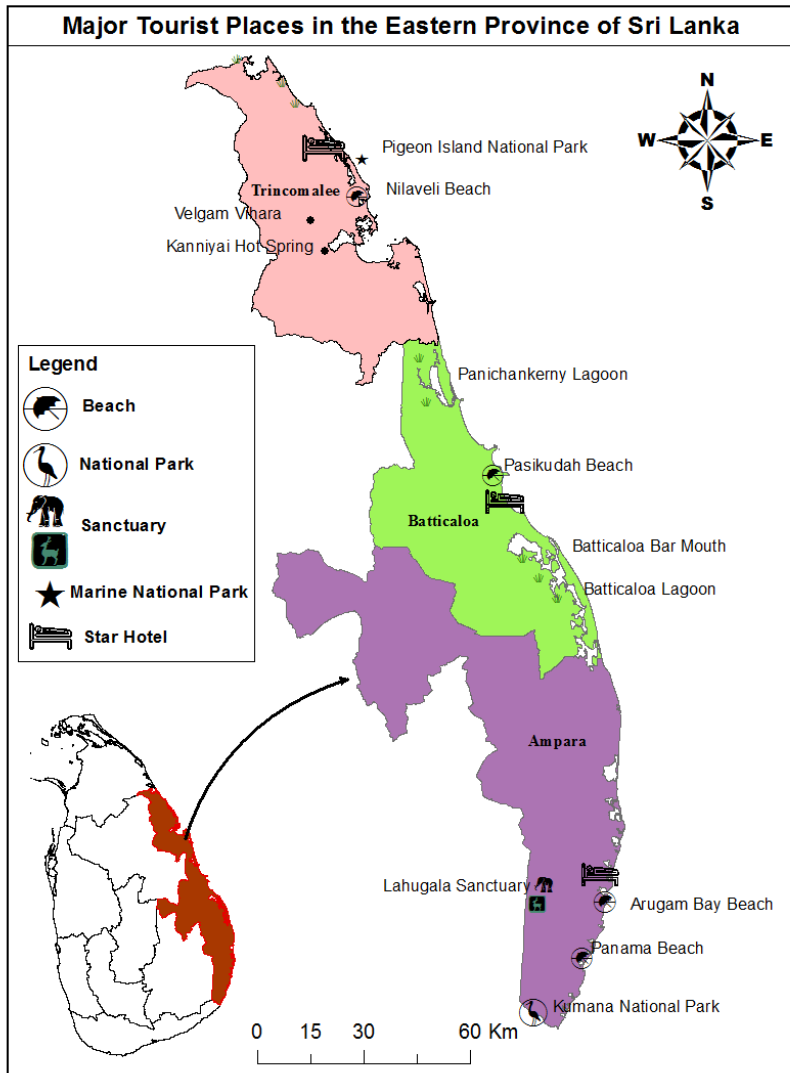 Major Tourist Places in the Eastern Province of Sri Lanka
N
W E
S
Pigeon Island National Park
Trincomalee
Nilaveli Beach
Velgam Vihara
Kanniyai Hot Spring
Legend
Beach
National Park
Sanctuary
Marine National Park
Star Hotel
Panichankerny Lagoon
Pasikudah Beach
Batticaloa
Batticaloa Bar Mouth
Batticaloa Lagoon
Ampara
Lahugala Sanctuary
Arugam Bay Beach
Panama Beach
Kumana National Park
0 15 30 60 Km